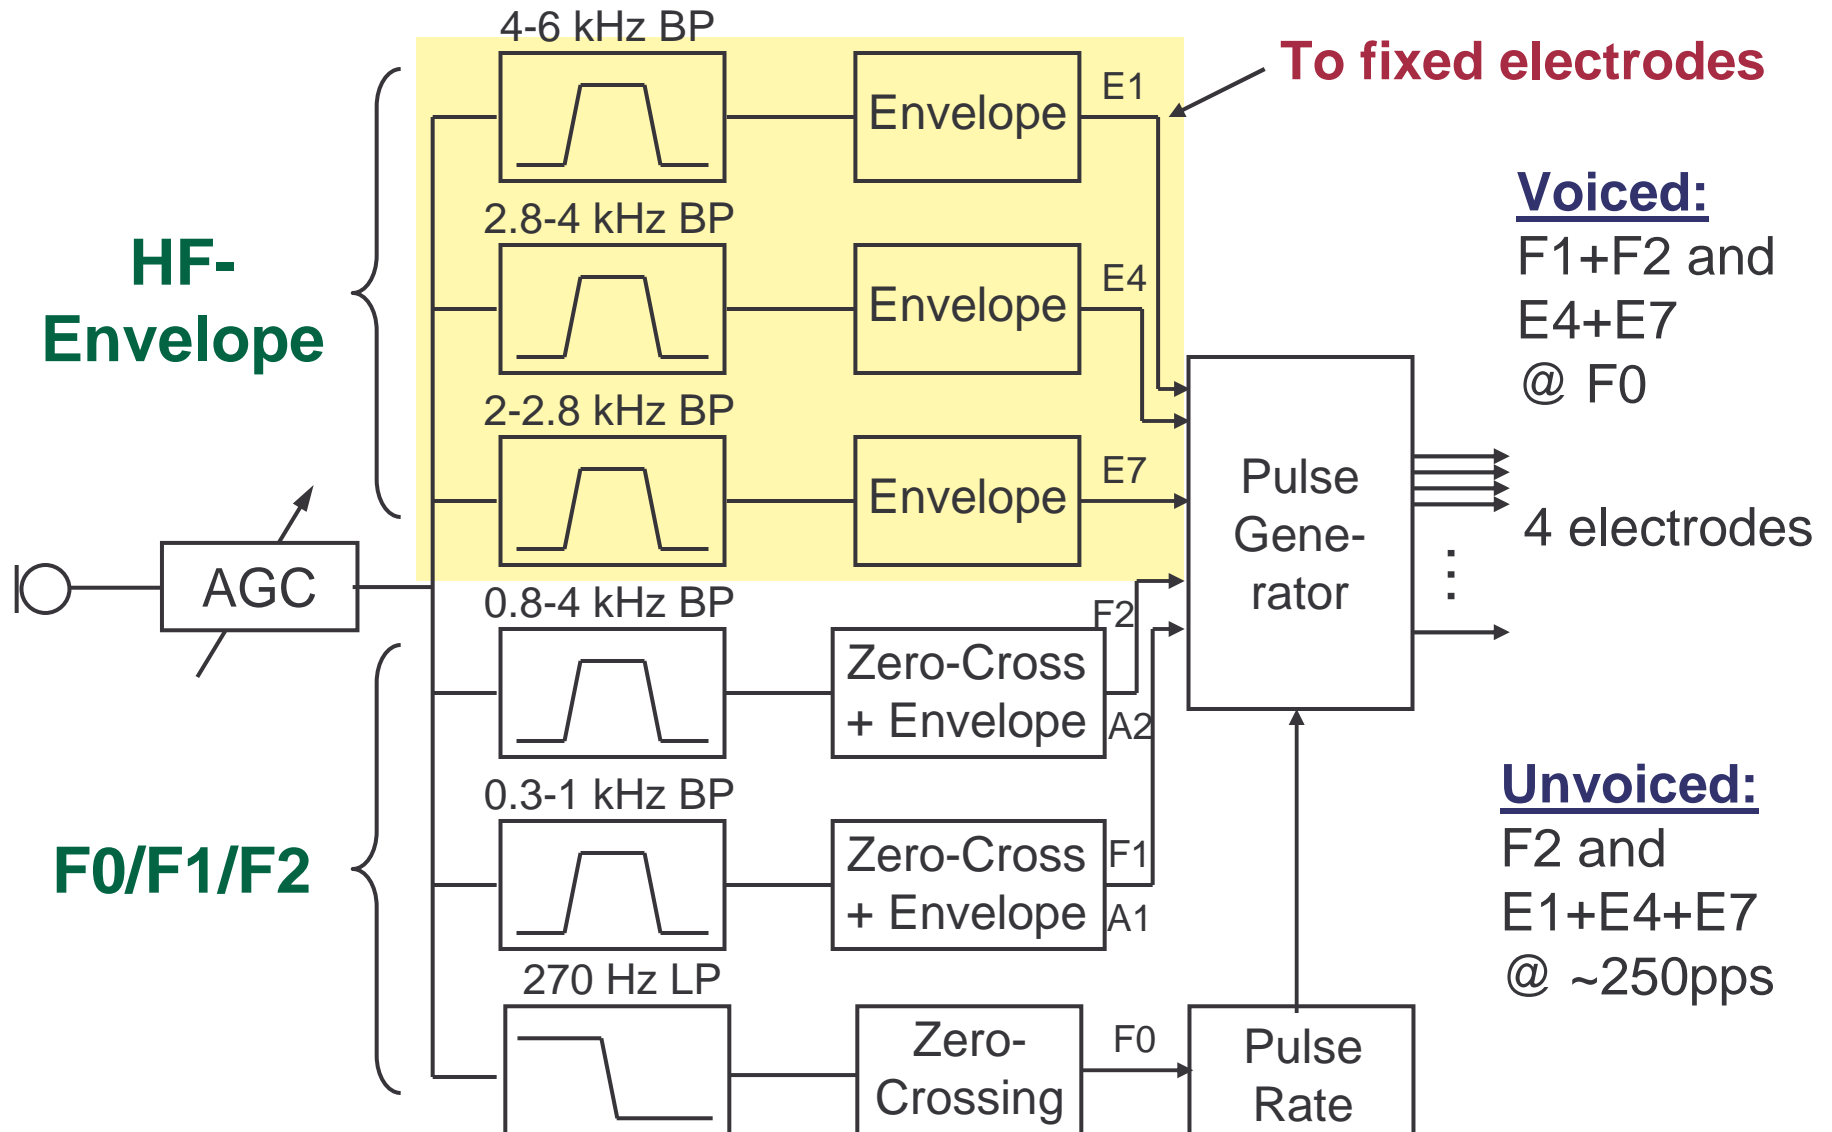 4-6 kHz BP
To fixed electrodes
E1
Envelope
Voiced:
2.8-4 kHz BP
F1+F2 and
HF-
E4
Envelope
E4+E7
Envelope
@ F0
2-2.8 kHz BP
E7
Envelope
Pulse
Gene-
rator
4 electrodes
AGC
0.8-4 kHz BP
F2
Zero-Cross
+ Envelope
A2
Unvoiced:
0.3-1 kHz BP
F2 and
F0/F1/F2
Zero-Cross
F1
+ Envelope
A1
E1+E4+E7
@ ~250pps
270 Hz LP
Zero-
Crossing
F0
Pulse
Rate